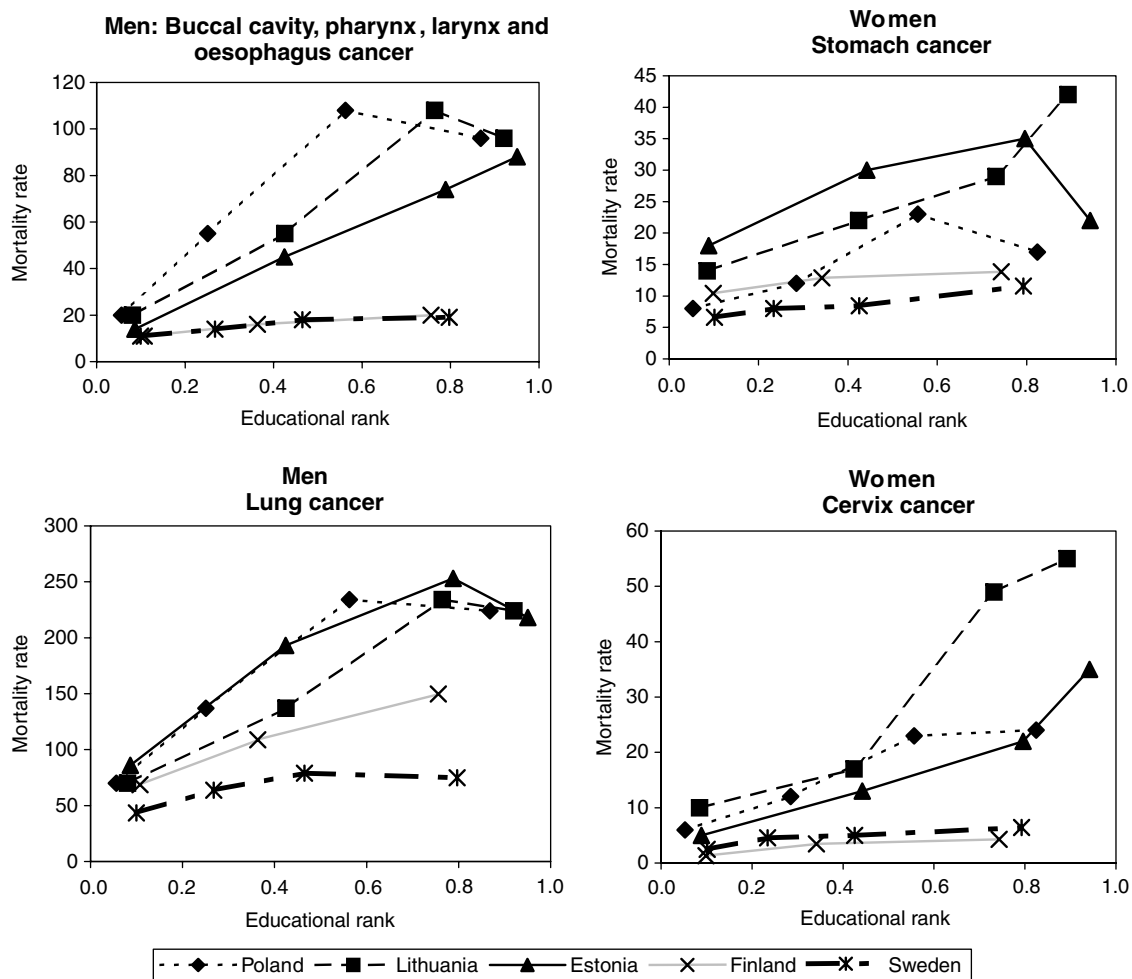 Men: Buccal cavity, pharynx, larynx and
oesophagus cancer
120
100
80
60
40
20
0
Mortality rate
0.0 0.2 0.4 0.6 0.8 1.0
Educational rank
Women
Stomach cancer
45
40
35
30
25
20
15
10
5
0
Mortality rate
0.0 0.2 0.4 0.6 0.8 1.0
Educational rank
Men
Lung cancer
300
250
200
150
100
50
0
Mortality rate
0.0 0.2 0.4 0.6 0.8 1.0
Educational rank
Women
Cervix cancer
60
50
40
30
20
10
0
Mortality rate
0.0 0.2 0.4 0.6 0.8 1.0
Educational rank
Poland Lithuania Estonia Finland Sweden